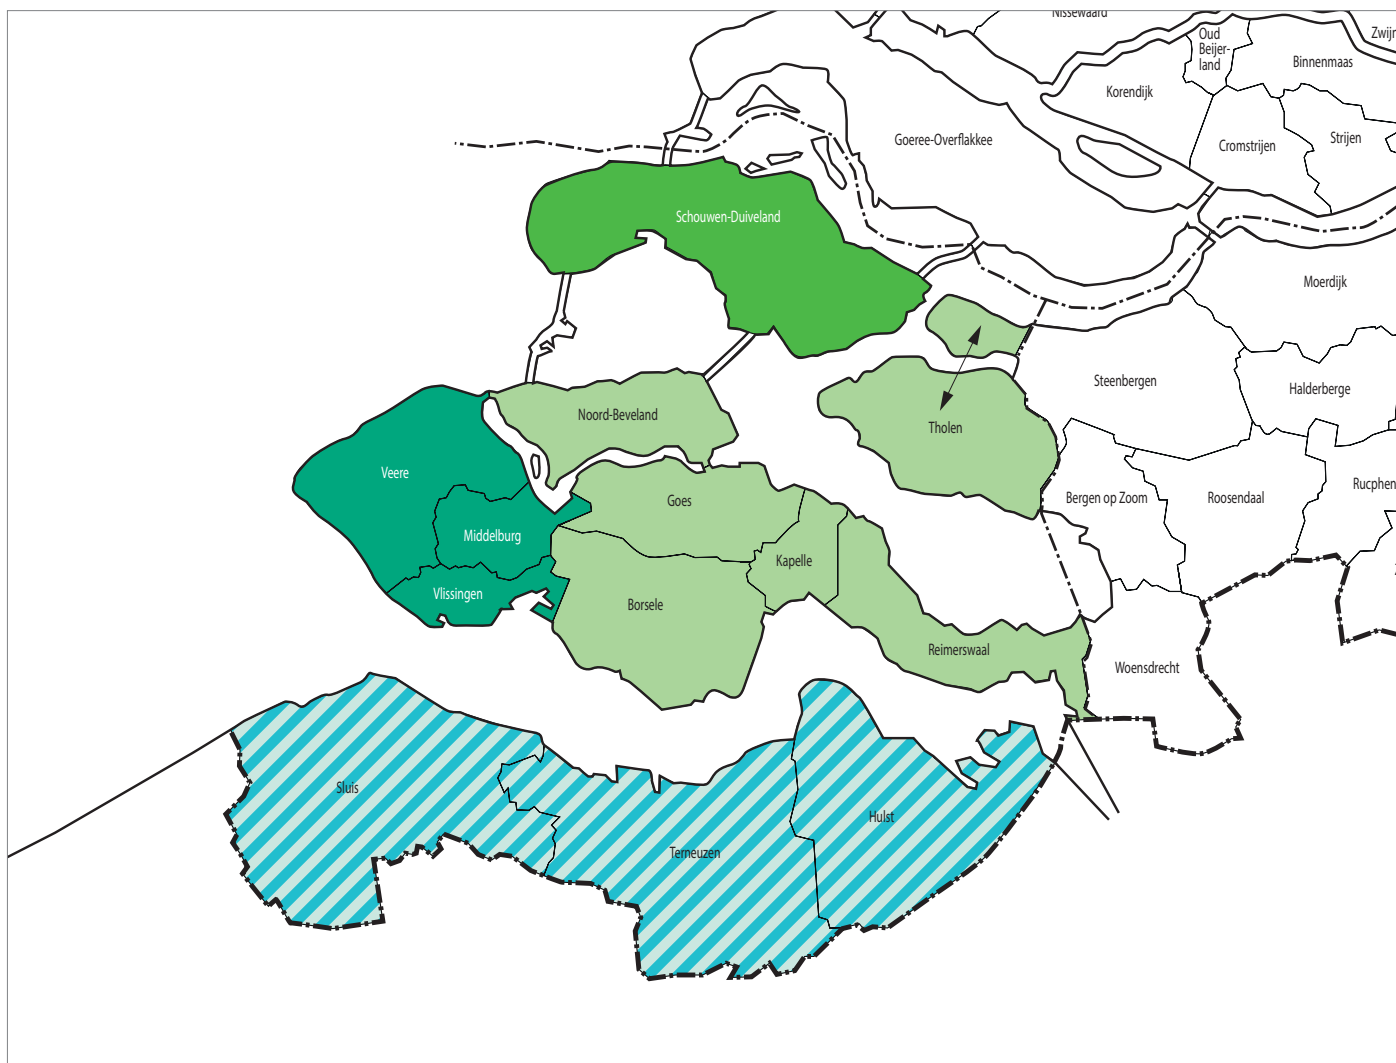 Nissewaard
Oud
Beijer-
land
Zwijn
Binnenmaas
Korendijk
Goeree-Overflakkee
Cromstrijen
Strijen
Schouwen-Duiveland
Moerdijk
Steenbergen
Halderberge
Noord-Beveland
Tholen
Veere
Goes
Bergen op Zoom
Roosendaal
Rucphen
Middelburg
Kapelle
Vlissingen
Borsele
Reimerswaal
Woensdrecht
Sluis
Hulst
Terneuzen